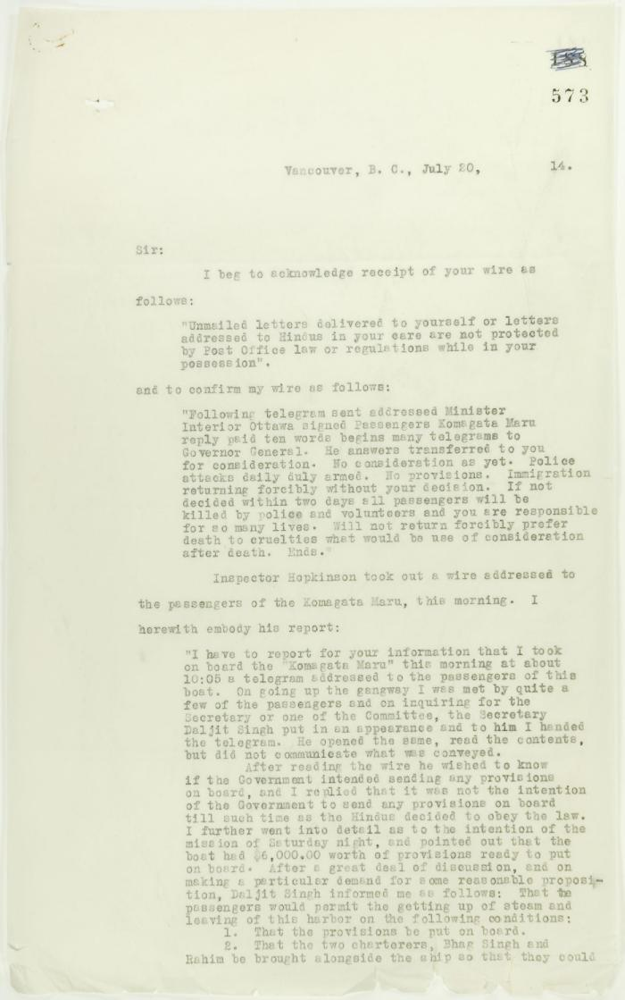 573
Vancouver, B. C., July 20, 14.
Sir:
I beg to acknowledge receipt of your wire as
follows:
"Unmailed letters delivered to yourself or letters
addressed to Hindus in your care are not protected
by Post Office law or regulations while in your
possession".
and to confirm my wire as follows:
"Following telegram sent addressed Minister
Interior Ottawa signed Passengers Komagata Maru
reply paid ten words begins many telegrams to
Governor General. He answers transferred to you
for consideration. No consideration as yet. Police
attacks daily duly armed. No provisions. Immigration
returning forcibly without your decision. If not
decided within two days all passengers will be
killed by police and volunteers and you are responsible
for so many lives. Will not return forcibly prefer
death to cruelties what would be use of consideration
after death. Ends."
Inspector Hopkinson took out a wire addressed to
the passengers of the Komagata Maru, this morning. I
herewith embody his report:
"I have to report for your information that I took
on board the "Komagata Maru" this morning at about
10:05 a telegram addressed to the passengers of this
boat. On going up the gangway I was met by quite a
few of the passengers and on inquiring for the
Secretary or one of the Committee, the Secretary
Daljit Singh put in an appearance and to him I handed
the telegram. He opened the same, read the contents,
but did not communicate what was conveyed.
After reading the wire he wished to know
if the Government intended sending any provisions
on board, and I replied that it was not the intention
of the Government to send any provisions on board
till such time as the Hindus decided to obey the law.
I further went into detail as to the intention of the
mission of Saturday night, and pointed out that the
boat had $6,000.00 worth of provisions ready to put
on board. After a great deal of discussion, and on
making a particular demand for some reasonable proposi-
tion, Daljit Singh informed me as follows: That the
passengers would permit the getting up of steam and
leaving of this harbor on the following conditions:
1. That the provisions be put on board.
2. That the two charterers, Bhag Singh and
Rahim be brought alongside the ship so that they could